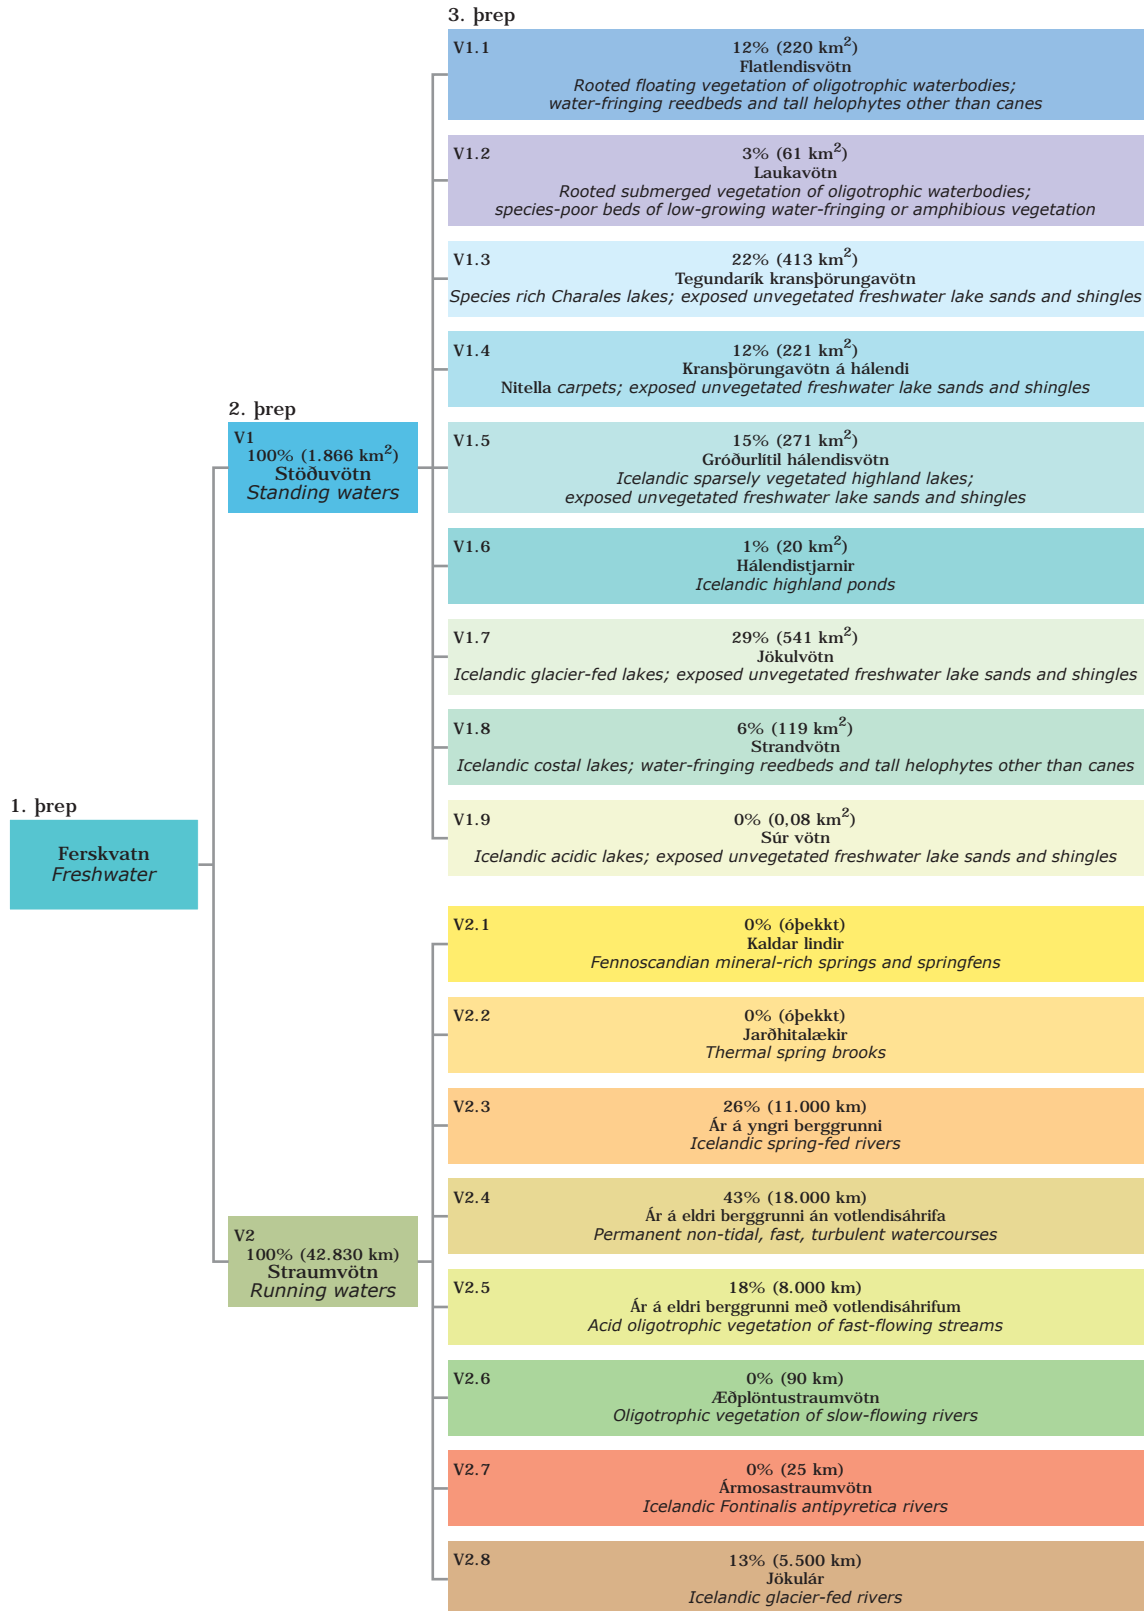 3. þrep
V1.1
12% (220 km²)
Flatlendisvötn
Rooted floating vegetation of oligotrophic waterbodies;
water-fringing reedbeds and tall helophytes other than canes
V1.2
3% (61 km²)
Laukavötn
Rooted submerged vegetation of oligotrophic waterbodies;
species-poor beds of low-growing water-fringing or amphibious vegetation
V1.3
22% (413 km²)
Tegundarík kransþörungavötn
Species rich Charales lakes; exposed unvegetated freshwater lake sands and shingles
V1.4
12% (221 km²)
Kransþörungavötn á hálendi
Nitella carpets; exposed unvegetated freshwater lake sands and shingles
2. þrep
V1
100% (1.866 km²)
Stöðuvötn
Standing waters
V1.5
15% (271 km²)
Gróðurlítil hálendisvötn
Icelandic sparsely vegetated highland lakes;
exposed unvegetated freshwater lake sands and shingles
V1.6
1% (20 km²)
Hálendistjarnir
Icelandic highland ponds
V1.7
29% (541 km²)
Jökulvötn
Icelandic glacier-fed lakes; exposed unvegetated freshwater lake sands and shingles
V1.8
6% (119 km²)
Strandvötn
Icelandic costal lakes; water-fringing reedbeds and tall helophytes other than canes
1. þrep
Ferskvatn
Freshwater
V1.9
0% (0,08 km²)
Súr vötn
Icelandic acidic lakes; exposed unvegetated freshwater lake sands and shingles
V2.1
0% (óþekkt)
Kaldar lindir
Fennoscandian mineral-rich springs and springfens
V2.2
0% (óþekkt)
Jarðhitalækir
Thermal spring brooks
V2.3
26% (11.000 km)
Ár á yngri berggrunni
Icelandic spring-fed rivers
V2.4
43% (18.000 km)
Ár á eldri berggrunni án votlendisáhrifa
Permanent non-tidal, fast, turbulent watercourses
V2
100% (42.830 km)
Straumvötn
Running waters
V2.5
18% (8.000 km)
Ár á eldri berggrunni með votlendisáhrifum
Acid oligotrophic vegetation of fast-flowing streams
V2.6
0% (90 km)
Æðplöntustraumvötn
Oligotrophic vegetation of slow-flowing rivers
V2.7
0% (25 km)
Ármosastraumvötn
Icelandic Fontinalis antipyretica rivers
V2.8
13% (5.500 km)
Jökulár
Icelandic glacier-fed rivers